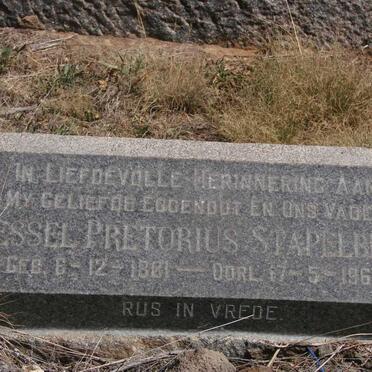 IN LIEFDEVOLLE HERINNERING AAN
MY GELIEFDE EGGENOOT EN ONS VADE
ESSEL PRETORIUS STAPELB
GEB. 6-12-1881 — OORL. 17-5-196
RUS IN VREDE.